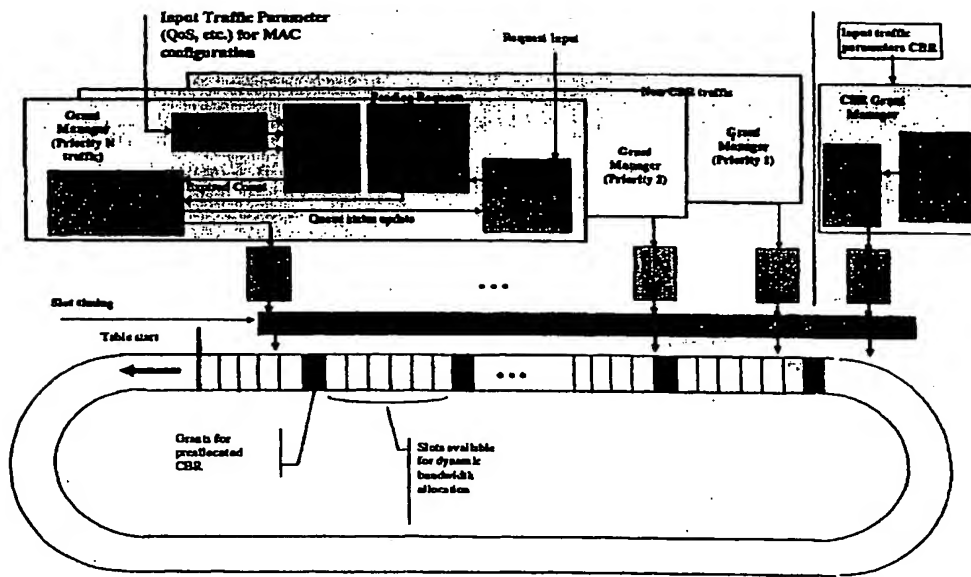 Input Traffic Parameter
(QoS, etc.) for MAC
configuration
Request Input
Input traffic
parameters CBR
Non-CBR traffic
Grant
Manager
(Priority N
traffic)
Grant
Manager
(Priority 2)
Grant
Manager
(Priority 1)
CBR Grant
Manager
Pending Requests
Queue status update
...
Slot timing
Table start
...
Grants for
preallocated
CBR
Slots available
for dynamic
bandwidth
allocation